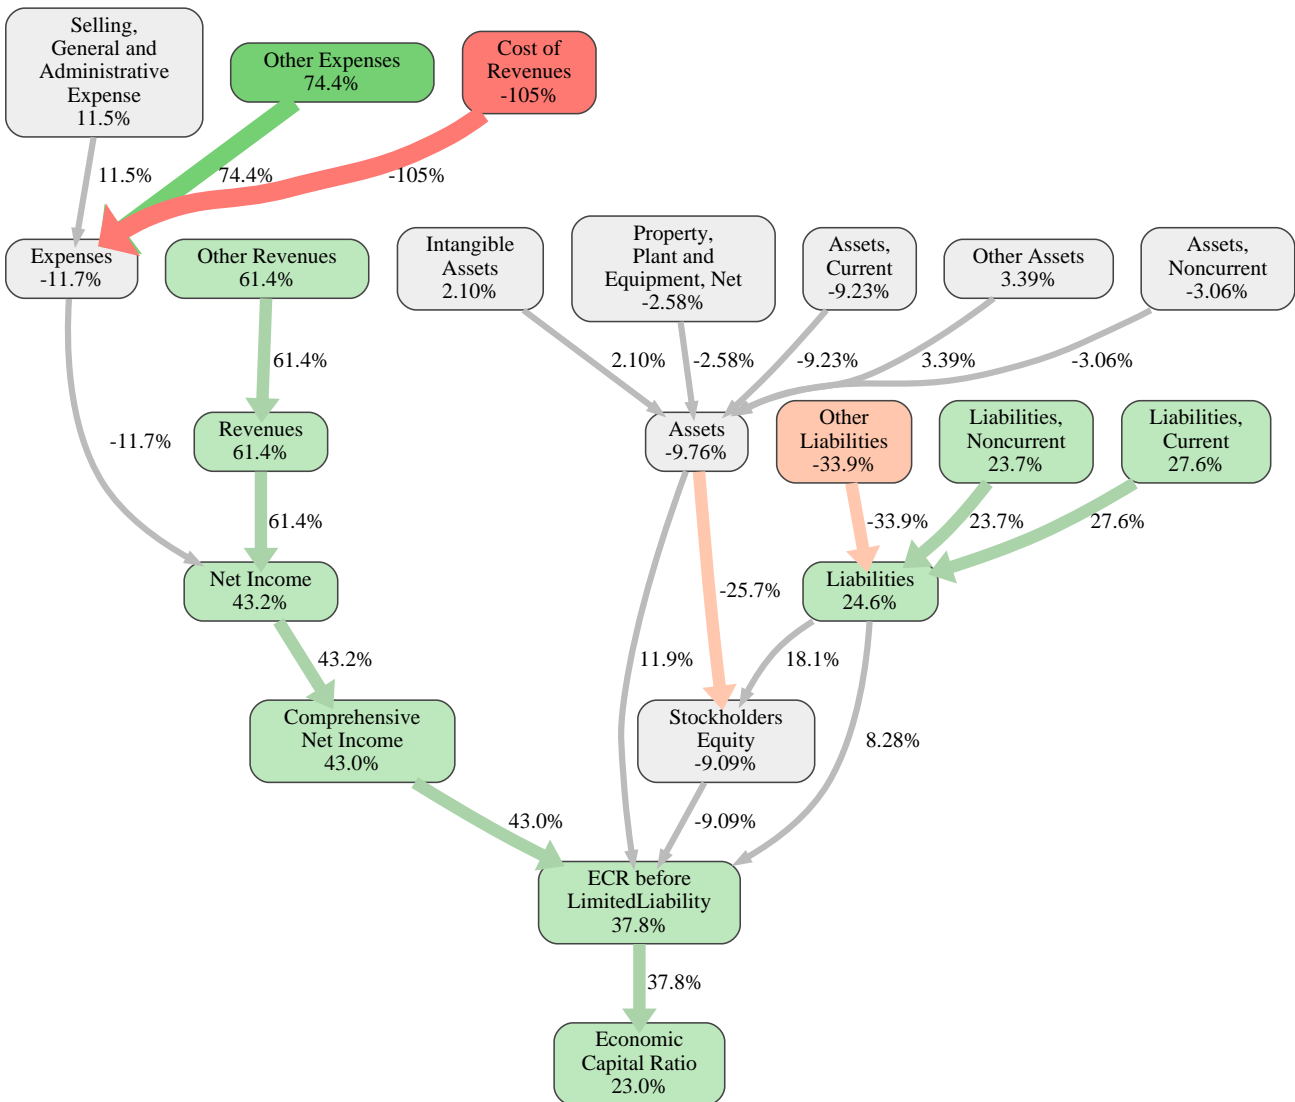 Selling,
General and
Administrative
Expense
11.5%
Other Expenses
74.4%
Cost of
Revenues
-105%
11.5%
74.4%
-105%
Expenses
-11.7%
Other Revenues
61.4%
Intangible
Assets
2.10%
Property,
Plant and
Equipment, Net
-2.58%
Assets,
Current
-9.23%
Other Assets
3.39%
Assets,
Noncurrent
-3.06%
61.4%
2.10%
-2.58%
-9.23%
3.39%
-3.06%
-11.7%
Revenues
61.4%
Assets
-9.76%
Other
Liabilities
-33.9%
Liabilities,
Noncurrent
23.7%
Liabilities,
Current
27.6%
61.4%
-33.9%
23.7%
27.6%
Net Income
43.2%
-25.7%
Liabilities
24.6%
43.2%
11.9%
18.1%
Comprehensive
Net Income
43.0%
Stockholders
Equity
-9.09%
8.28%
43.0%
-9.09%
ECR before
LimitedLiability
37.8%
37.8%
Economic
Capital Ratio
23.0%